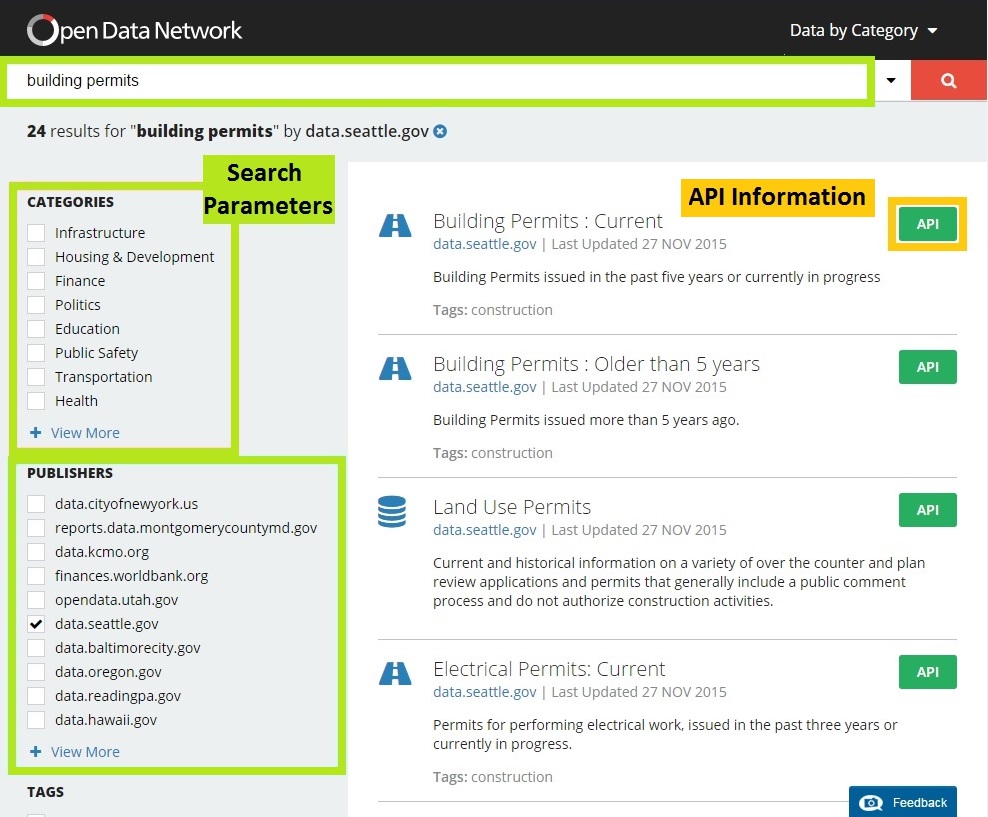 Open Data Network
Data by Category
building permits
24 results for "building permits" by data.seattle.gov
Search
Parameters
CATEGORIES
Infrastructure
Housing & Development
Finance
Politics
Education
Public Safety
Transportation
Health
+ View More
PUBLISHERS
data.cityofnewyork.us
reports.data.montgomerycountymd.gov
data.kcmo.org
finances.worldbank.org
opendata.utah.gov
data.seattle.gov
data.baltimorecity.gov
data.oregon.gov
data.readingpa.gov
data.hawaii.gov
+ View More
TAGS
API Information
Building Permits : Current
API
data.seattle.gov | Last Updated 27 NOV 2015
Building Permits issued in the past five years or currently in progress
Tags: construction
Building Permits : Older than 5 years
API
data.seattle.gov | Last Updated 27 NOV 2015
Building Permits issued more than 5 years ago.
Tags: construction
Land Use Permits
API
data.seattle.gov | Last Updated 27 NOV 2015
Current and historical information on a variety of over the counter and plan
review applications and permits that generally include a public comment
process and do not authorize construction activities.
Electrical Permits: Current
API
data.seattle.gov | Last Updated 27 NOV 2015
Permits for performing electrical work, issued in the past three years or
currently in progress.
Tags: construction
Feedback